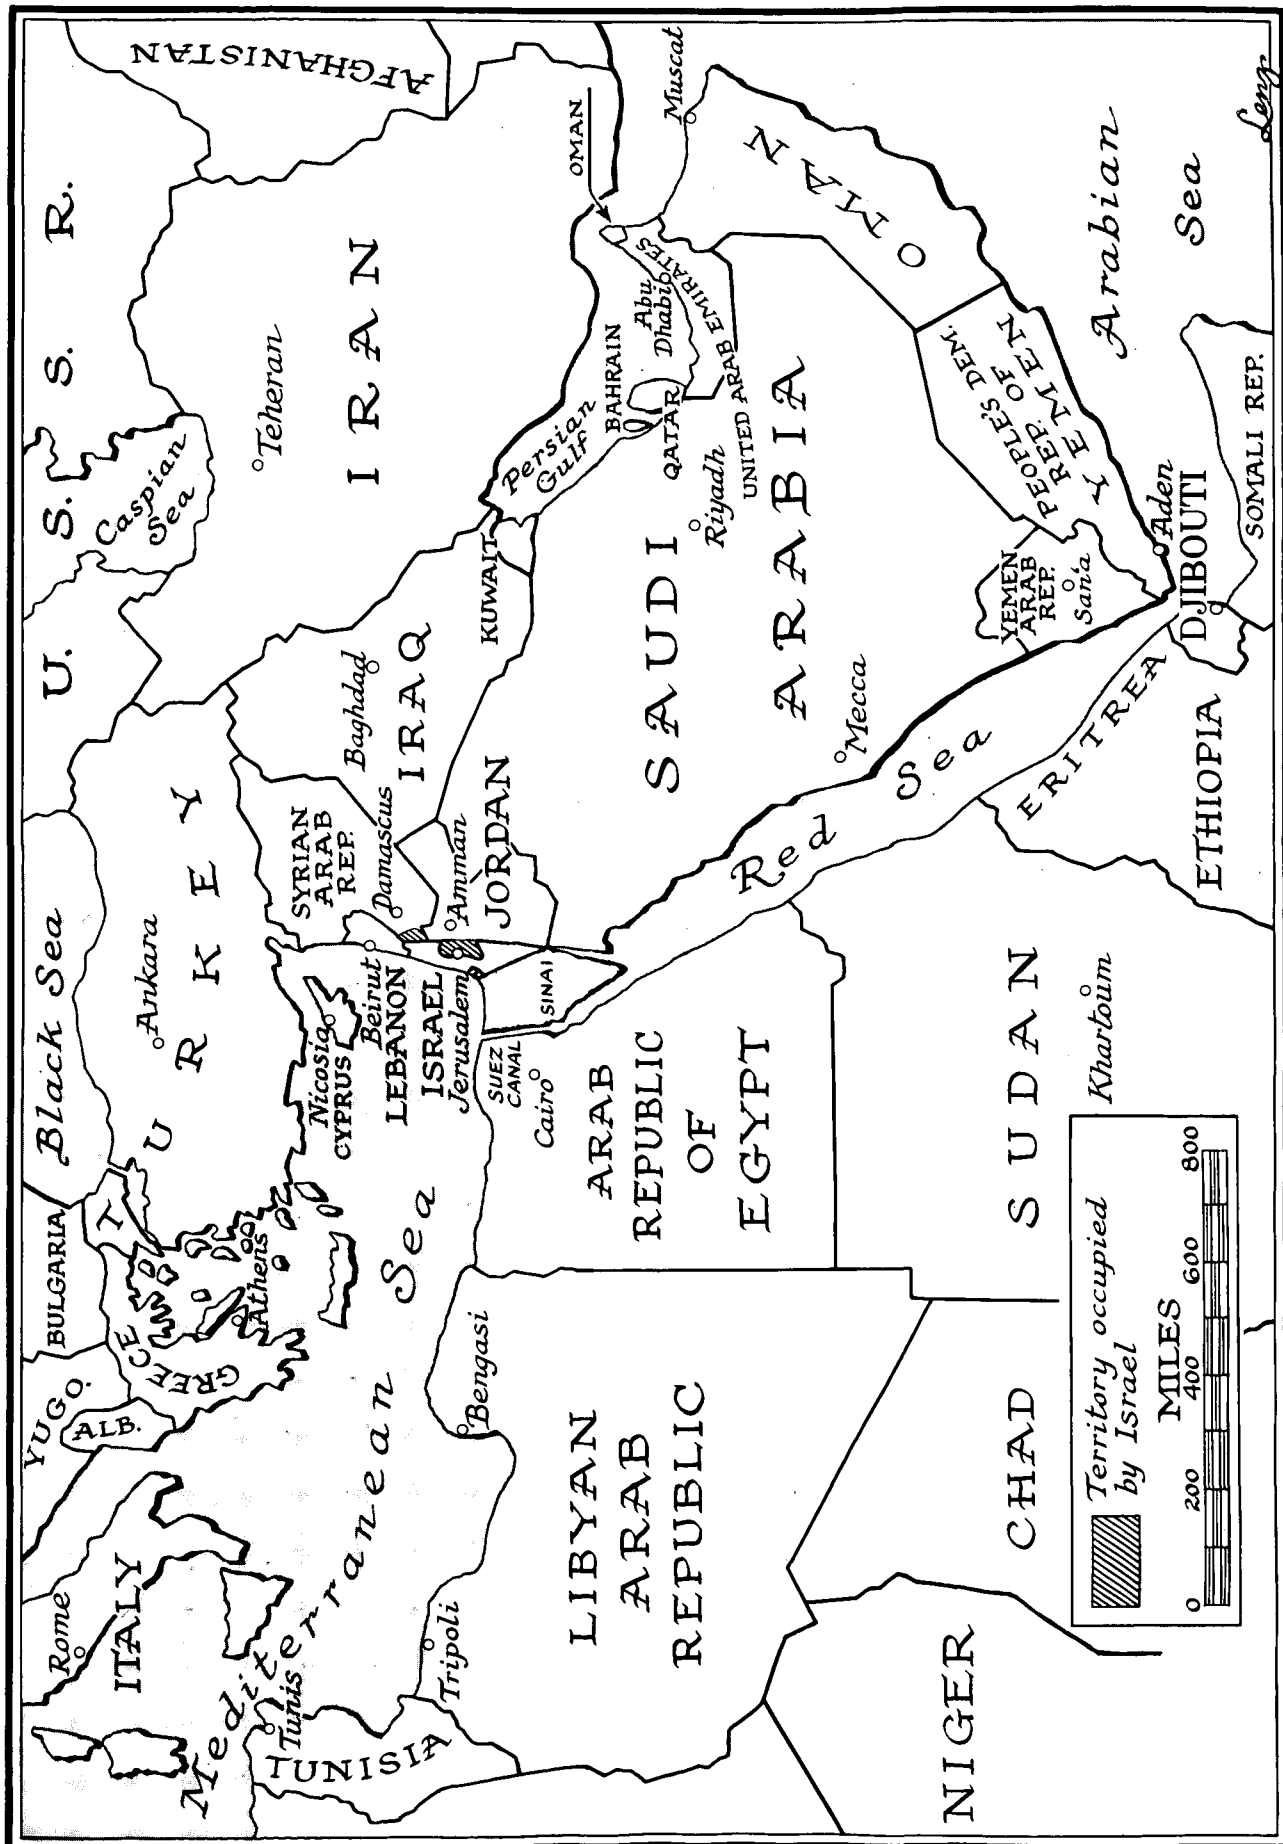 U. S. S. R.
AFGHANISTAN
Black Sea
Caspian
Sea
YUGO.
BULGARIA
ALB.
GREECE
T
TURKEY
Ankara
Athens
Rome
ITALY
Mediterranean Sea
Tunis
TUNISIA
Tripoli
Bengasi
Nicosia
CYPRUS
Beirut
LEBANON
ISRAEL
Jerusalem
SYRIAN
ARAB
REP.
Damascus
Amman
JORDAN
Baghdad
IRAQ
Teheran
IRAN
KUWAIT
Persian
Gulf
BAHRAIN
QATAR
Abu
Dhabi
UNITED ARAB EMIRATES
OMAN
Muscat
OMAN
SAUDI
ARABIA
Riyadh
Mecca
SINAI
SUEZ
CANAL
Cairo
ARAB
REPUBLIC
OF
EGYPT
LIBYAN
ARAB
REPUBLIC
Red Sea
YEMEN
ARAB
REP.
San'a
PEOPLE'S DEM.
REP. OF
YEMEN
Aden
Arabian
Sea
DJIBOUTI
SOMALI REP.
ERITREA
ETHIOPIA
SUDAN
Khartoum
CHAD
NIGER
Territory occupied
by Israel
MILES
0 200 400 600 800
Lenz